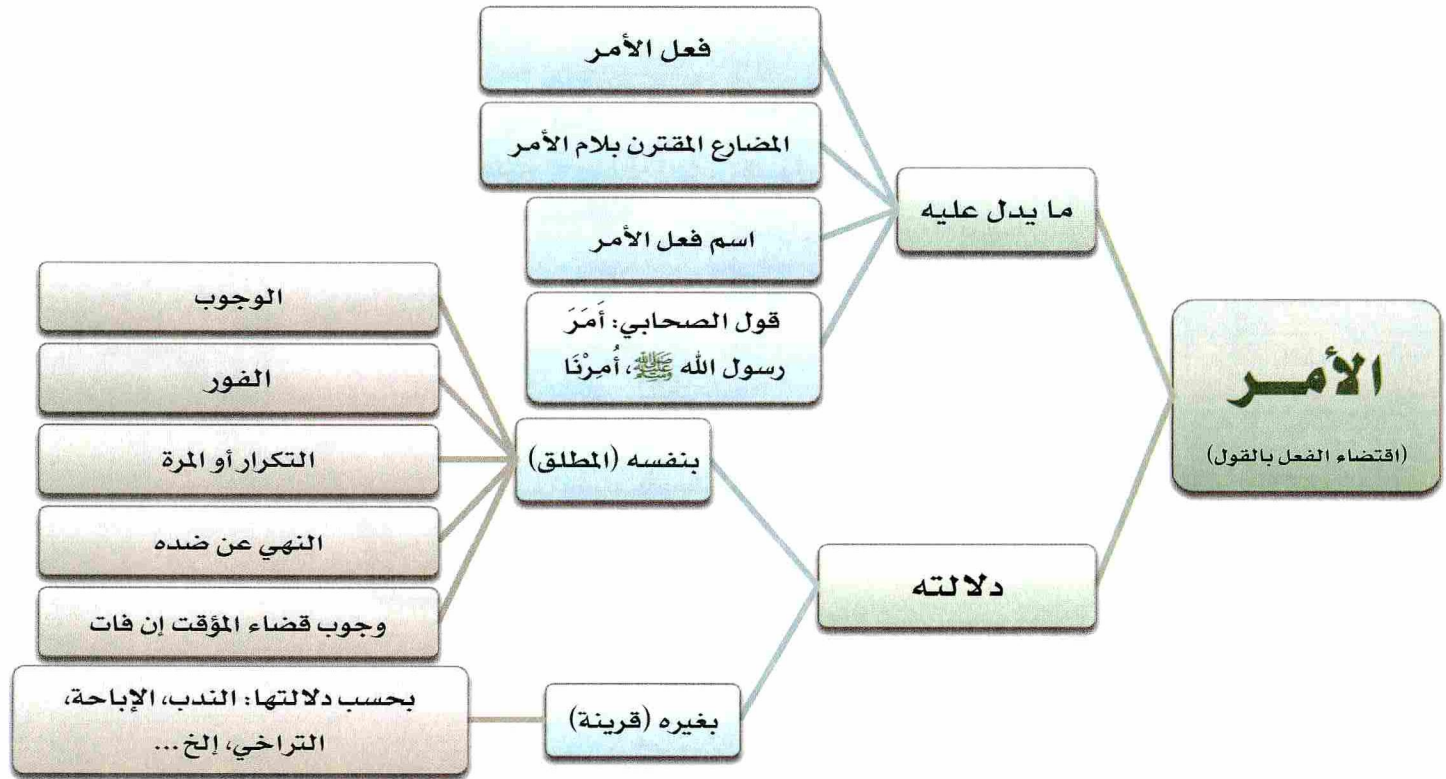 الأمـــر
(اقتضاء الفعل بالقول)
ما يدل عليه
فعل الأمر
المضارع المقترن بلام الأمر
اسم فعل الأمر
قول الصحابي: أَمَرَ
رسول الله ﷺ، أُمِرْنَا
دلالته
بنفسه (المطلق)
الوجوب
الفور
التكرار أو المرة
النهي عن ضده
وجوب قضاء المؤقت إن فات
بغيره (قرينة)
بحسب دلالتها: الندب، الإباحة،
التراخي، إلخ...